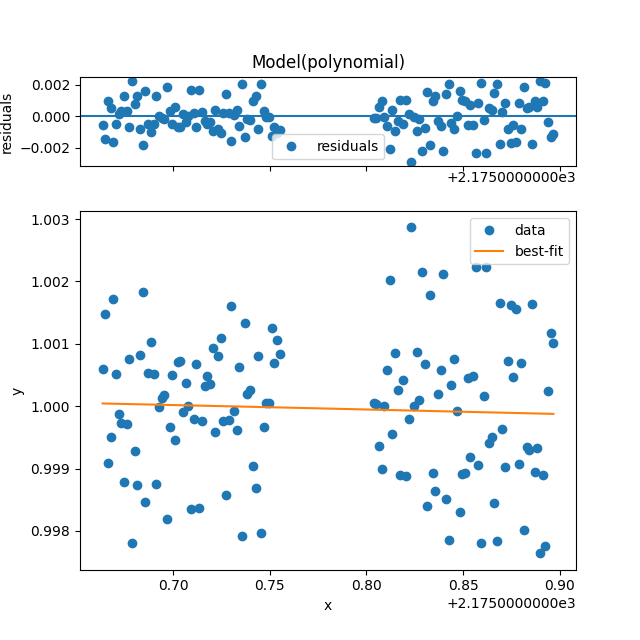 Model(polynomial)
0.002
0.000
−0.002
residuals
residuals
+2.1750000000e3
1.003
1.002
1.001
1.000
0.999
0.998
y
data
best-fit
0.70 0.75 0.80 0.85 0.90
x
+2.1750000000e3